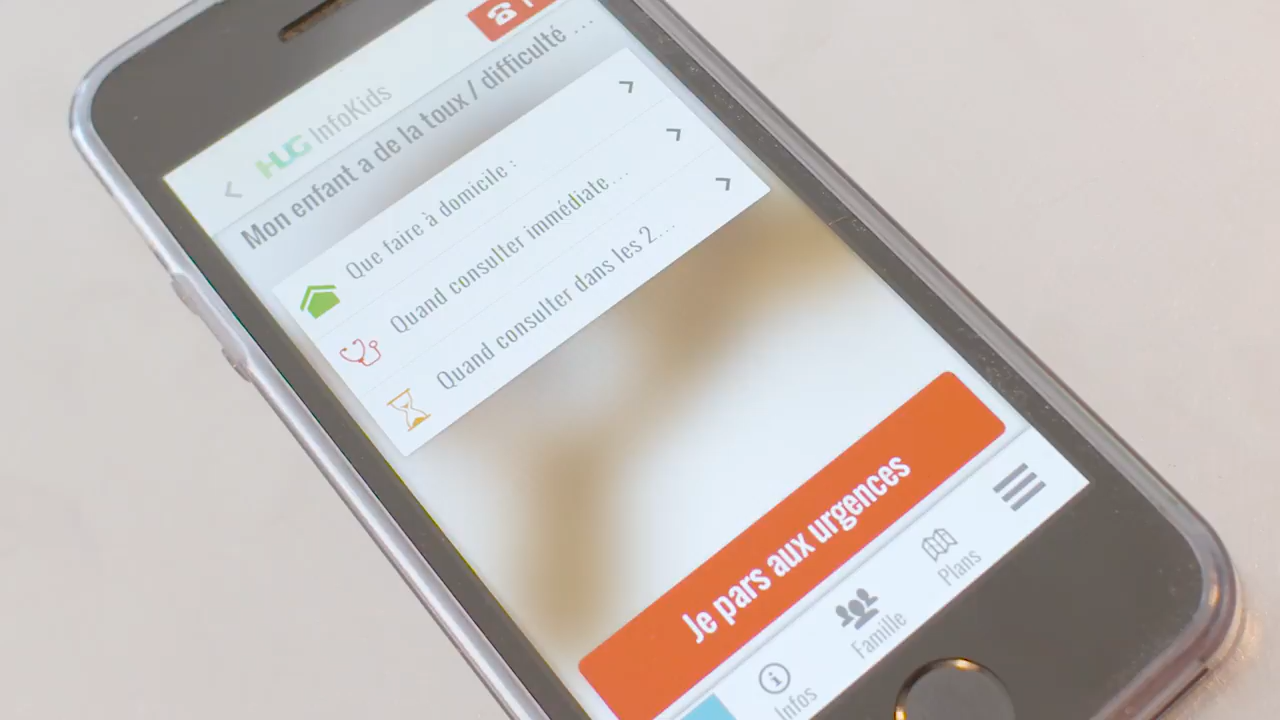 HUG InfoKids
Mon enfant a de la toux / difficulté ...
Que faire à domicile :
Quand consulter immédiate...
Quand consulter dans les 2...
Je pars aux urgences
Infos
Famille
Plans